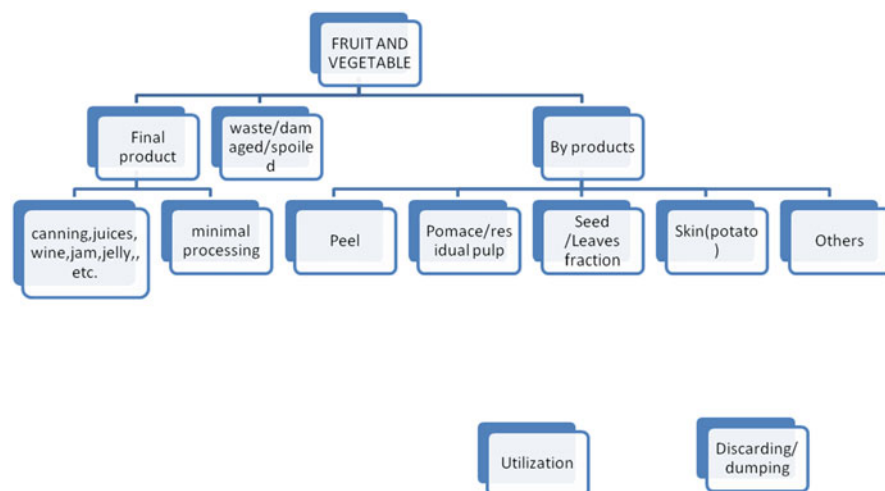 FRUIT AND
VEGETABLE
Final
product
waste/dam
aged/spoile
d
By products
canning,juices,
wine,jam,jelly,,
etc.
minimal
processing
Peel
Pomace/res
idual pulp
Seed
/Leaves
fraction
Skin(potato
)
Others
Utilization
Discarding/
dumping